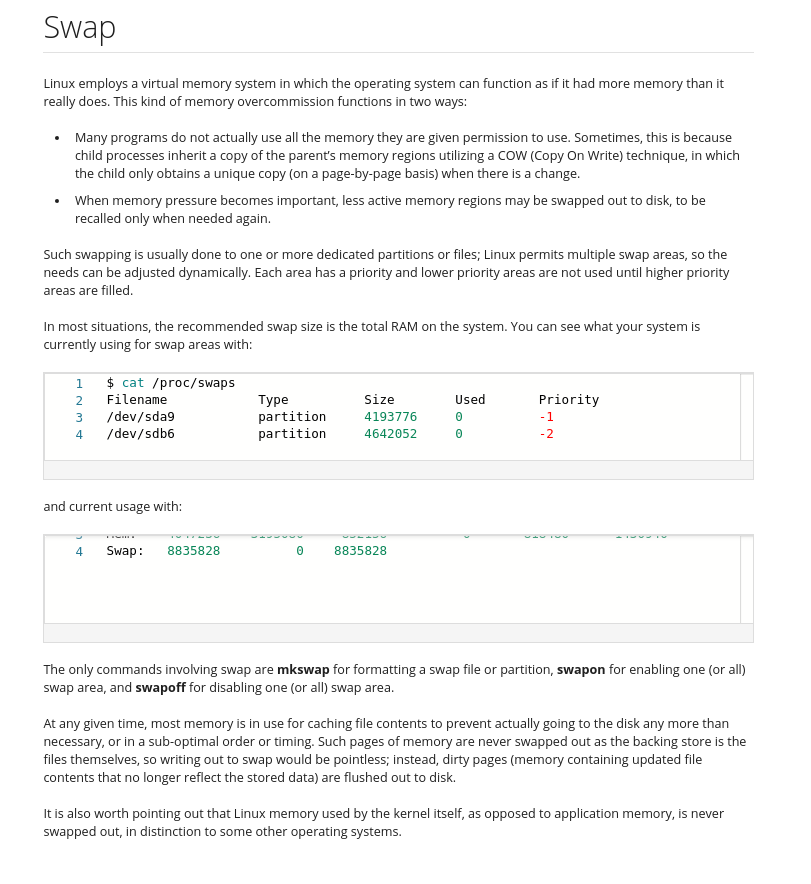 Swap
Linux employs a virtual memory system in which the operating system can function as if it had more memory than it
really does. This kind of memory overcommission functions in two ways:
• Many programs do not actually use all the memory they are given permission to use. Sometimes, this is because
child processes inherit a copy of the parent's memory regions utilizing a COW (Copy On Write) technique, in which
the child only obtains a unique copy (on a page-by-page basis) when there is a change.
• When memory pressure becomes important, less active memory regions may be swapped out to disk, to be
recalled only when needed again.
Such swapping is usually done to one or more dedicated partitions or files; Linux permits multiple swap areas, so the
needs can be adjusted dynamically. Each area has a priority and lower priority areas are not used until higher priority
areas are filled.
In most situations, the recommended swap size is the total RAM on the system. You can see what your system is
currently using for swap areas with:
1 $ cat /proc/swaps
2 Filename Type Size Used Priority
3 /dev/sda9 partition 4193776 0 -1
4 /dev/sdb6 partition 4642052 0 -2
and current usage with:
4 Swap: 8835828 0 8835828
The only commands involving swap are mkswap for formatting a swap file or partition, swapon for enabling one (or all)
swap area, and swapoff for disabling one (or all) swap area.
At any given time, most memory is in use for caching file contents to prevent actually going to the disk any more than
necessary, or in a sub-optimal order or timing. Such pages of memory are never swapped out as the backing store is the
files themselves, so writing out to swap would be pointless; instead, dirty pages (memory containing updated file
contents that no longer reflect the stored data) are flushed out to disk.
It is also worth pointing out that Linux memory used by the kernel itself, as opposed to application memory, is never
swapped out, in distinction to some other operating systems.